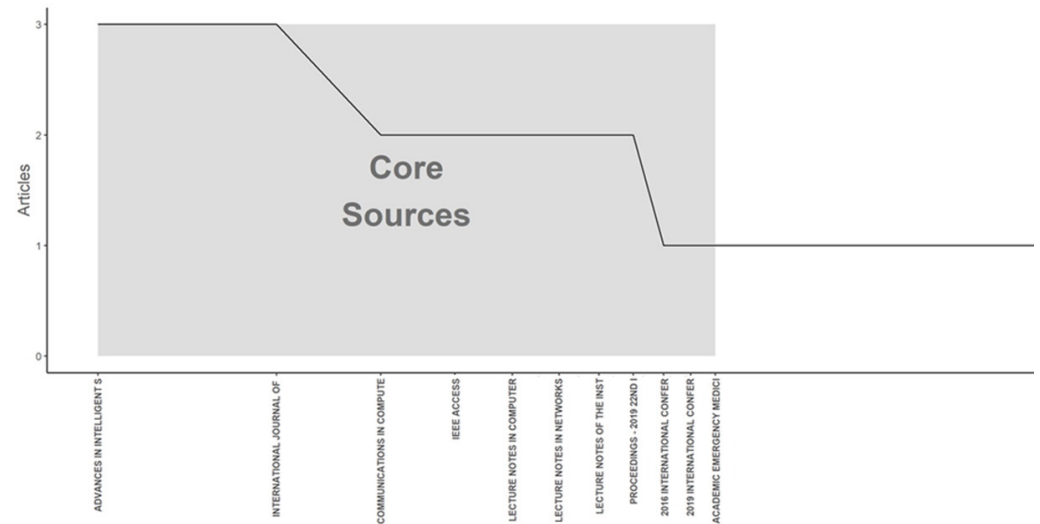 3
2
1
0
Articles
Core
Sources
ADVANCES IN INTELLIGENT S
INTERNATIONAL JOURNAL OF
COMMUNICATIONS IN COMPUTE
IEEE ACCESS
LECTURE NOTES IN COMPUTER
LECTURE NOTES IN NETWORKS
LECTURE NOTES OF THE INST
PROCEEDINGS - 2019 22ND I
2016 INTERNATIONAL CONFER
2019 INTERNATIONAL CONFER
ACADEMIC EMERGENCY MEDICI